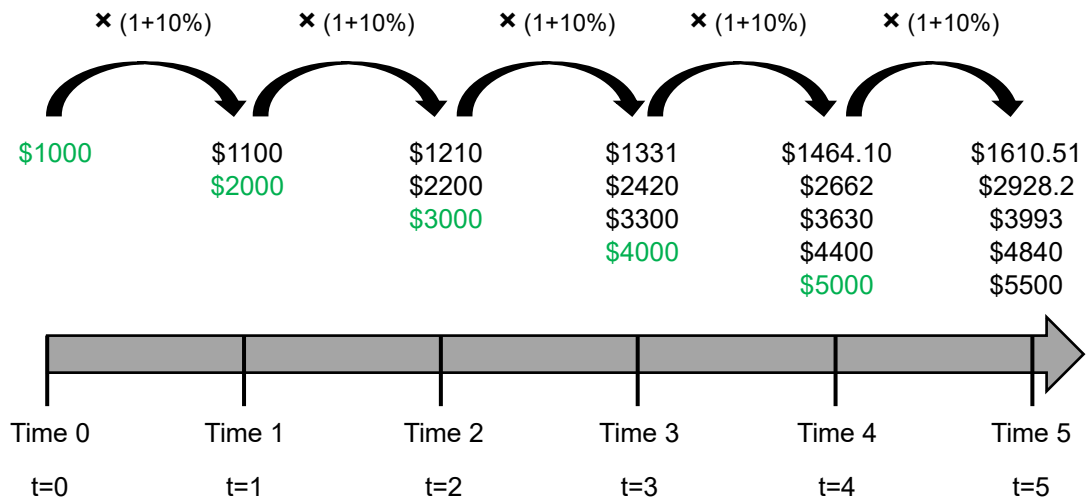 × (1+10%) × (1+10%) × (1+10%) × (1+10%) × (1+10%)
$1000 $1100 $1210 $1331 $1464.10 $1610.51
$2000 $2200 $2420 $2662 $2928.2
$3000 $3300 $3630 $3993
$4000 $4400 $4840
$5000 $5500
Time 0 Time 1 Time 2 Time 3 Time 4 Time 5
t=0 t=1 t=2 t=3 t=4 t=5